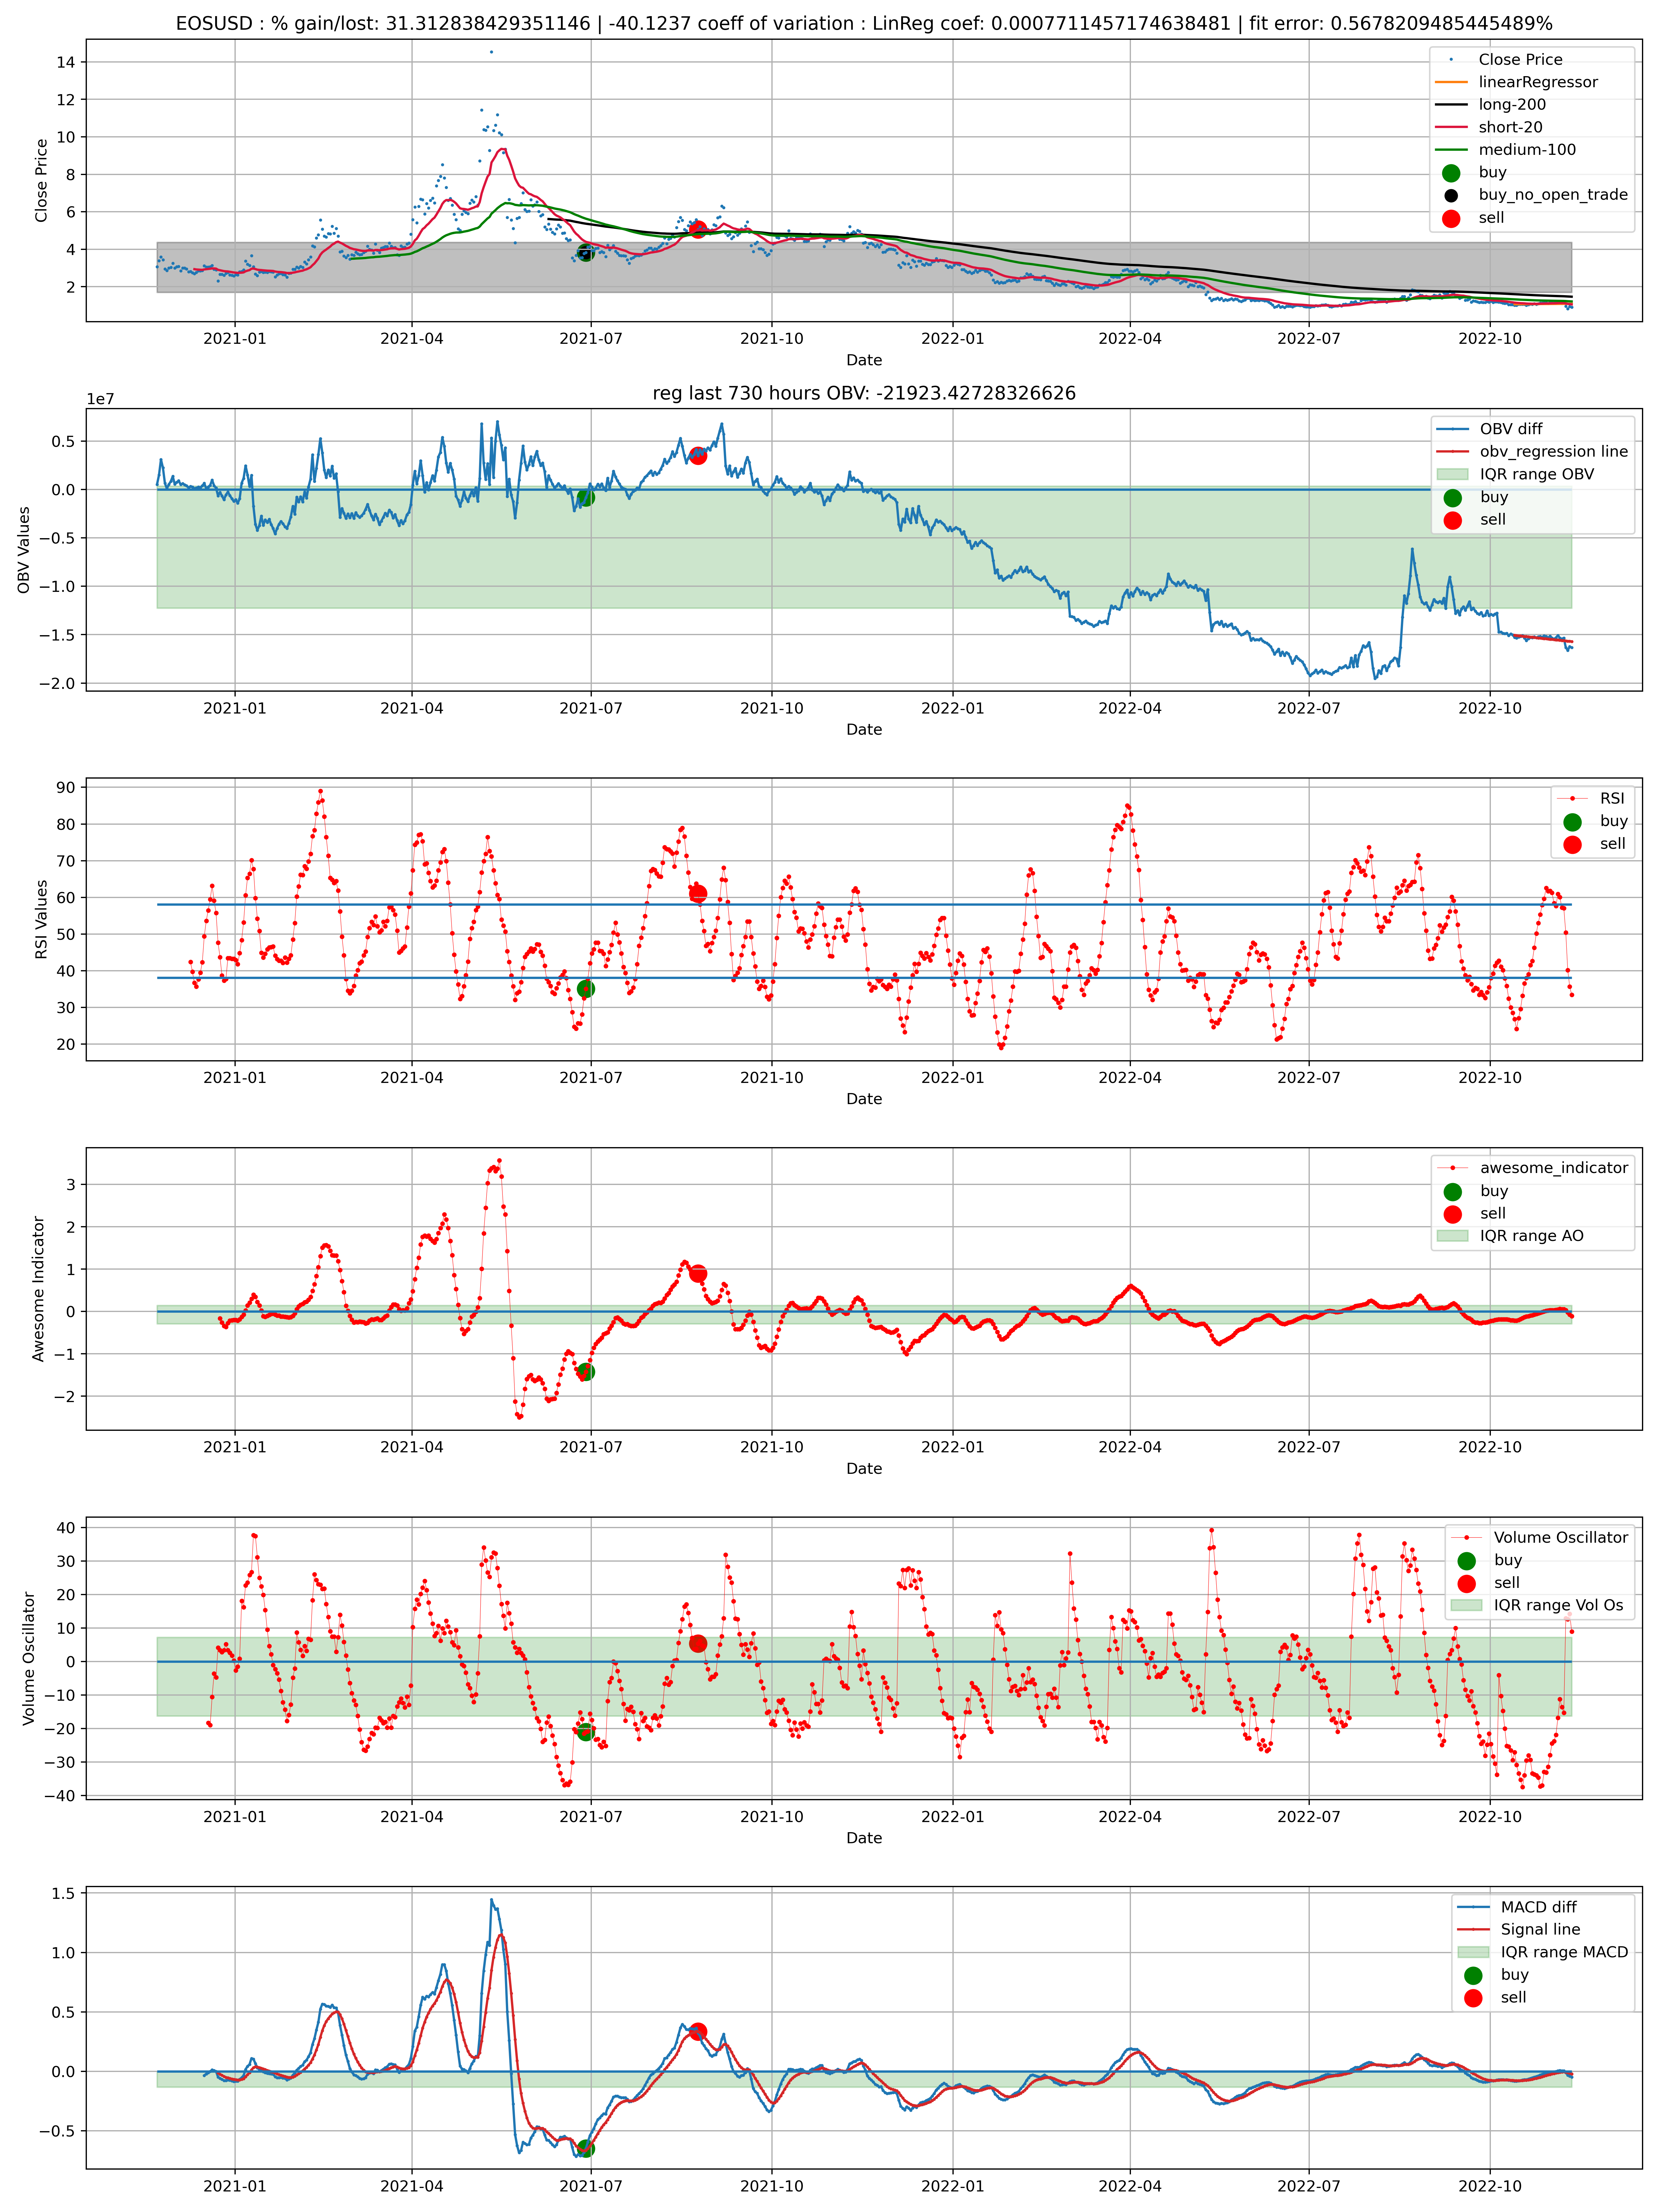 EOSUSD : % gain/lost: 31.312838429351146 | -40.1237 coeff of variation : LinReg coef: 0.0007711457174638481 | fit error: 0.5678209485445489%
Close Price
14
12
10
8
6
4
2
Close Price
linearRegressor
long-200
short-20
medium-100
buy
buy_no_open_trade
sell
2021-01 2021-04 2021-07 2021-10 2022-01 2022-04 2022-07 2022-10
Date
reg last 730 hours OBV: -21923.42728326626
1e7
OBV Values
0.5
0.0
−0.5
−1.0
−1.5
−2.0
OBV diff
obv_regression line
IQR range OBV
buy
sell
2021-01 2021-04 2021-07 2021-10 2022-01 2022-04 2022-07 2022-10
Date
RSI Values
90
80
70
60
50
40
30
20
RSI
buy
sell
2021-01 2021-04 2021-07 2021-10 2022-01 2022-04 2022-07 2022-10
Date
Awesome Indicator
3
2
1
0
−1
−2
awesome_indicator
buy
sell
IQR range AO
2021-01 2021-04 2021-07 2021-10 2022-01 2022-04 2022-07 2022-10
Date
Volume Oscillator
40
30
20
10
0
−10
−20
−30
−40
Volume Oscillator
buy
sell
IQR range Vol Os
2021-01 2021-04 2021-07 2021-10 2022-01 2022-04 2022-07 2022-10
Date
1.5
1.0
0.5
0.0
−0.5
MACD diff
Signal line
IQR range MACD
buy
sell
2021-01 2021-04 2021-07 2021-10 2022-01 2022-04 2022-07 2022-10